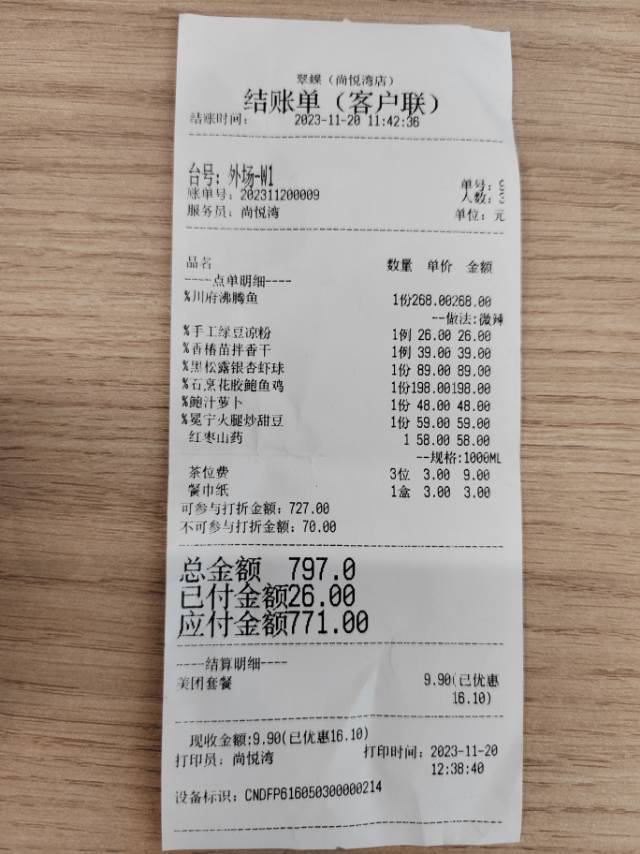 翠蝶（尚悦湾店）
结账单（客户联）
结账时间： 2023-11-20 11:42:36
台号：外场-W1
单号：
账单号：202311200009 人数：3
服务员：尚悦湾 单位：元
品名 数量 单价 金额
----点单明细----
%川府沸腾鱼 1份268.00268.00
--做法:微辣
%手工绿豆凉粉 1例 26.00 26.00
%香椿苗拌香干 1例 39.00 39.00
%黑松露银杏虾球 1份 89.00 89.00
%石烹花胶鲍鱼鸡 1份198.00198.00
%鲍汁萝卜 1份 48.00 48.00
%冕宁火腿炒甜豆 1份 59.00 59.00
红枣山药 1 58.00 58.00
--规格:1000ML
茶位费 3位 3.00 9.00
餐巾纸 1盒 3.00 3.00
可参与打折金额：727.00
不可参与打折金额：70.00
总金额 797.0
已付金额26.00
应付金额771.00
----结算明细----
美团套餐 9.90(已优惠
16.10)
现收金额:9.90(已优惠16.10)
打印员：尚悦湾 打印时间：2023-11-20
12:38:40
设备标识：CNDFP616050300000214